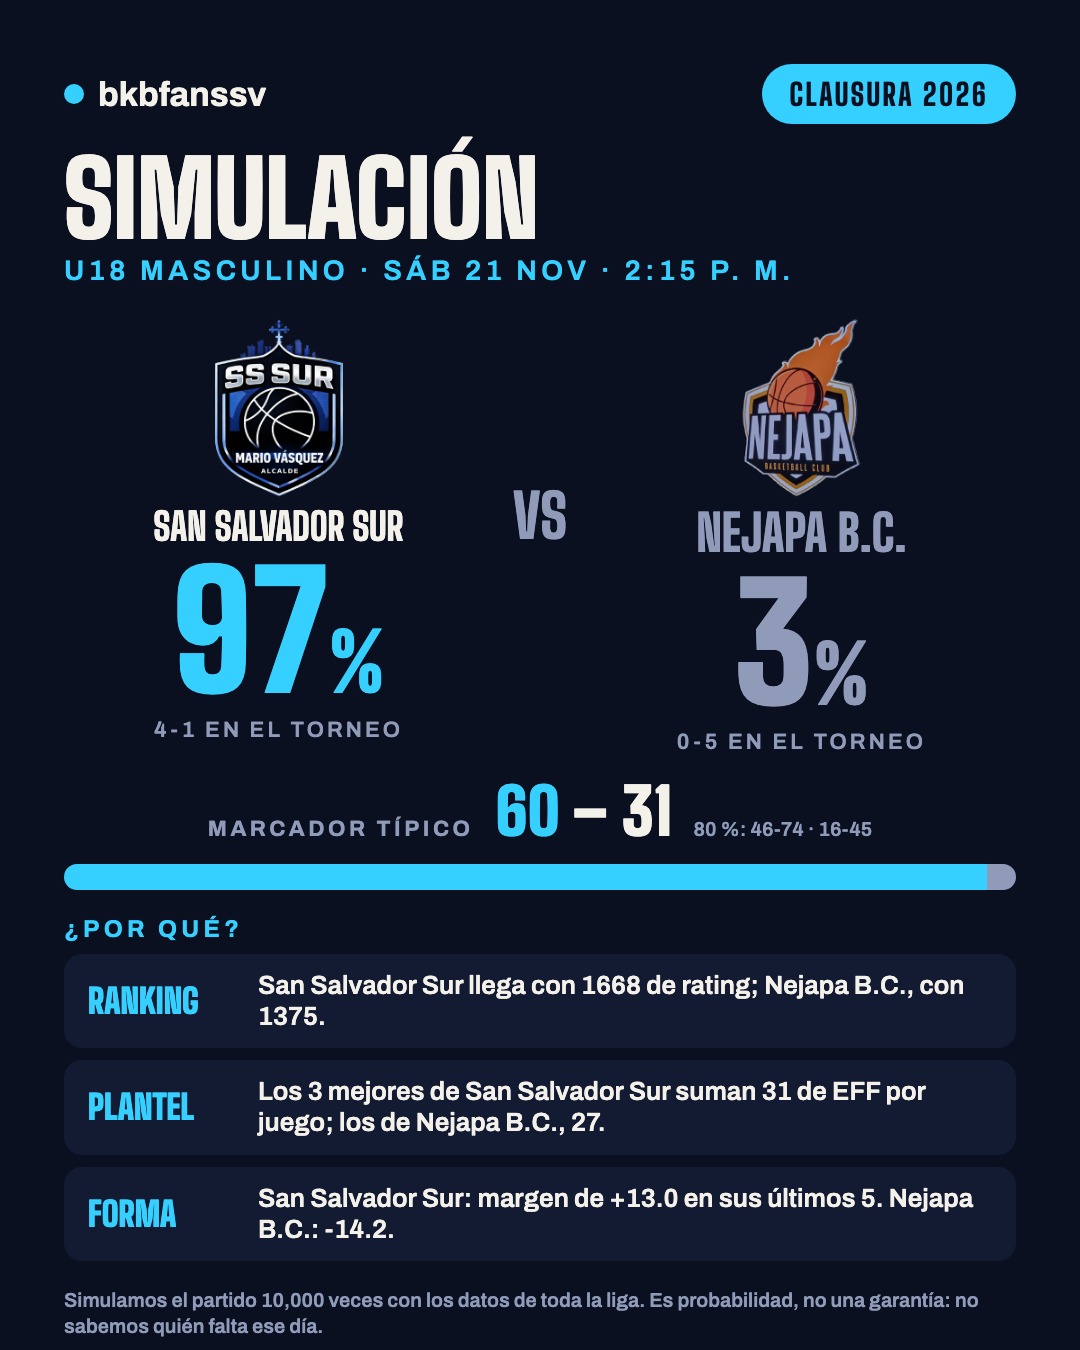 bkbfanssv
CLAUSURA 2026
SIMULACIÓN
U18 MASCULINO · SÁB 21 NOV · 2:15 P. M.
SS SUR
MARIO VÁSQUEZ
ALCALDE
NEJAPA
BASKETBALL CLUB
SAN SALVADOR SUR
VS
NEJAPA B.C.
97%
3%
4-1 EN EL TORNEO
0-5 EN EL TORNEO
MARCADOR TÍPICO 60 – 31 80 %: 46-74 · 16-45
¿POR QUÉ?
RANKING
San Salvador Sur llega con 1668 de rating; Nejapa B.C., con
1375.
PLANTEL
Los 3 mejores de San Salvador Sur suman 31 de EFF por
juego; los de Nejapa B.C., 27.
FORMA
San Salvador Sur: margen de +13.0 en sus últimos 5. Nejapa
B.C.: -14.2.
Simulamos el partido 10,000 veces con los datos de toda la liga. Es probabilidad, no una garantía: no
sabemos quién falta ese día.